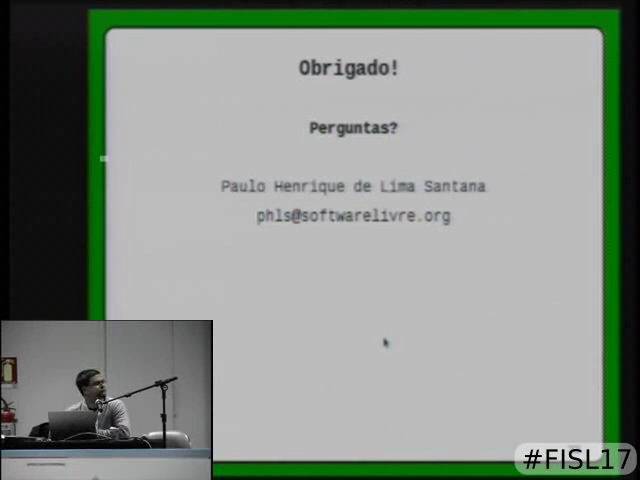 Obrigado!
Perguntas?
Paulo Henrique de Lima Santana
phls@softwarelivre.org
#FISL17